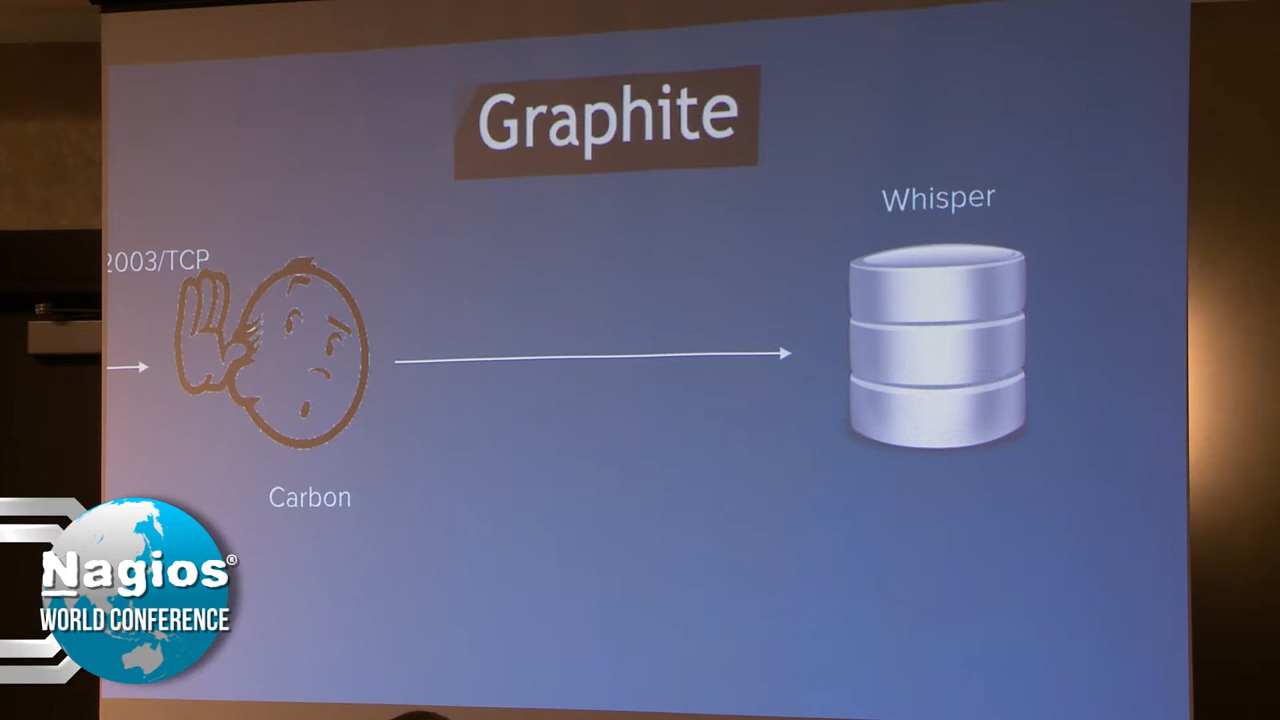 Graphite
Whisper
2003/TCP
Carbon
Nagios®
WORLD CONFERENCE